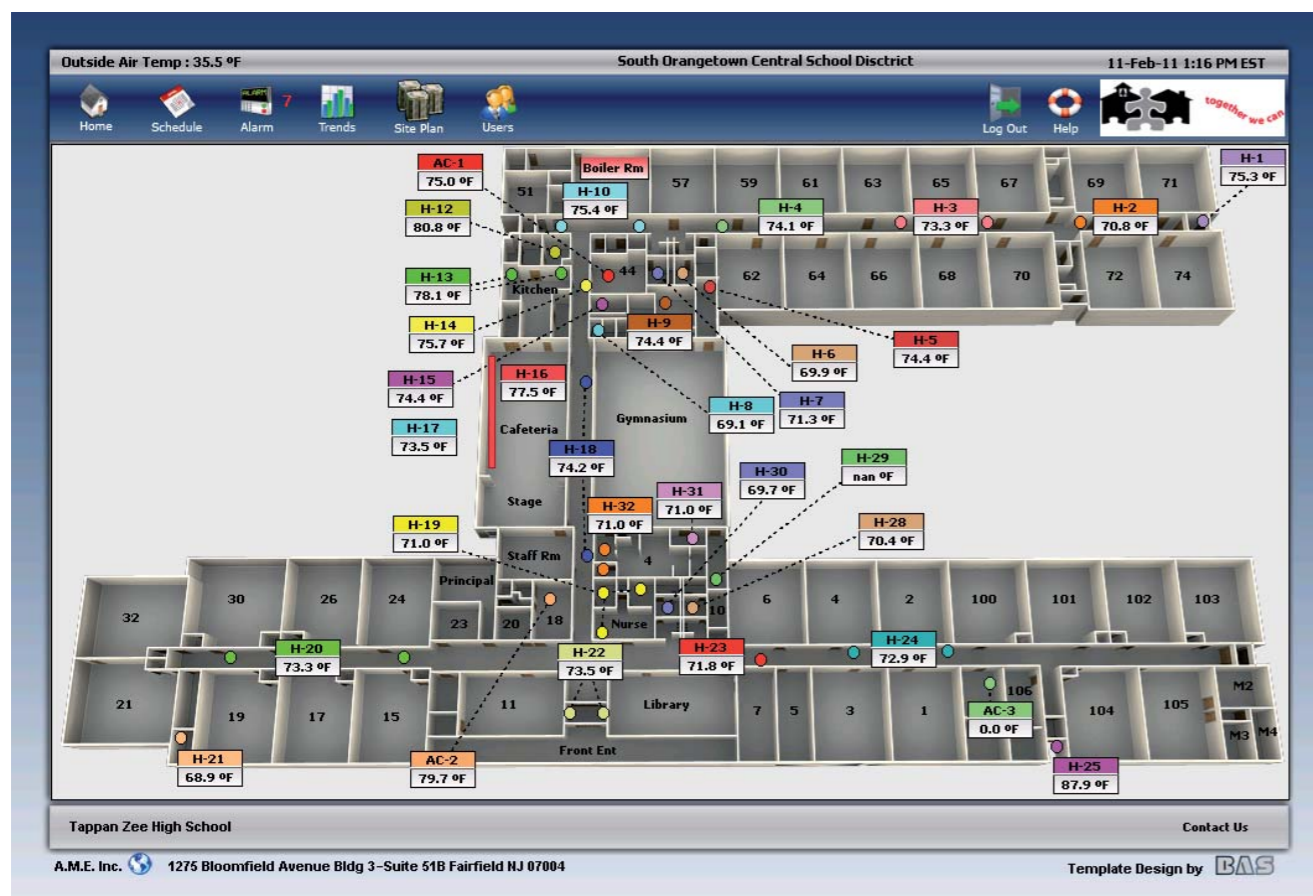 Outside Air Temp : 35.5 ºF
South Orangetown Central School Disctrict
11-Feb-11 1:16 PM EST
ALARM
7
together we can
Home
Schedule
Alarm
Trends
Site Plan
Users
Log Out
Help
AC-1
75.0 ºF
Boiler Rm
H-1
75.3 ºF
51
57
59
61
63
65
67
69
71
H-10
75.4 ºF
H-12
80.8 ºF
H-4
74.1 ºF
H-3
73.3 ºF
H-2
70.8 ºF
H-13
78.1 ºF
Kitchen
44
62
64
66
68
70
72
74
H-14
75.7 ºF
H-9
74.4 ºF
H-5
74.4 ºF
H-6
69.9 ºF
H-15
74.4 ºF
H-16
77.5 ºF
H-7
71.3 ºF
H-8
69.1 ºF
H-17
73.5 ºF
Cafeteria
Gymnasium
H-18
74.2 ºF
H-29
nan ºF
H-30
69.7 ºF
H-31
71.0 ºF
Stage
H-32
71.0 ºF
H-19
71.0 ºF
H-28
70.4 ºF
Staff Rm
4
Principal
32
30
26
24
23
20
18
Nurse
10
6
4
2
100
101
102
103
H-20
73.3 ºF
H-22
73.5 ºF
H-23
71.8 ºF
H-24
72.9 ºF
21
19
17
15
11
Library
7
5
3
1
106
AC-3
0.0 ºF
104
105
M2
M3
M4
Front Ent
H-21
68.9 ºF
AC-2
79.7 ºF
H-25
87.9 ºF
Tappan Zee High School
Contact Us
A.M.E. Inc.
1275 Bloomfield Avenue Bldg 3-Suite 51B Fairfield NJ 07004
Template Design by BAS